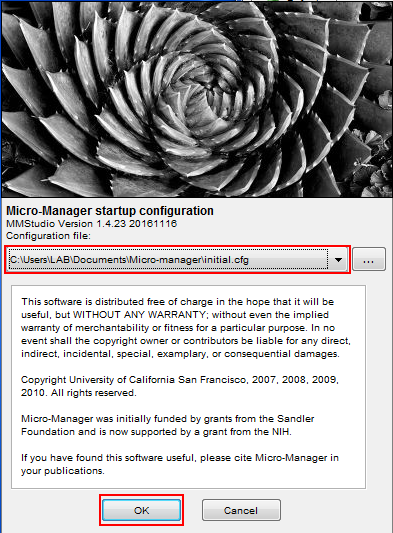 Micro-Manager startup configuration
MMStudio Version 1.4.23 20161116
Configuration file:
C:\Users\LAB\Documents\Micro-manager\initial.cfg
...
This software is distributed free of charge in the hope that it will be
useful, but WITHOUT ANY WARRANTY; without even the implied
warranty of merchantability or fitness for a particular purpose. In no
event shall the copyright owner or contributors be liable for any direct,
indirect, incidental, special, examplary, or consequential damages.
Copyright University of California San Francisco, 2007, 2008, 2009,
2010. All rights reserved.
Micro-Manager was initially funded by grants from the Sandler
Foundation and is now supported by a grant from the NIH.
If you have found this software useful, please cite Micro-Manager in
your publications.
OK
Cancel